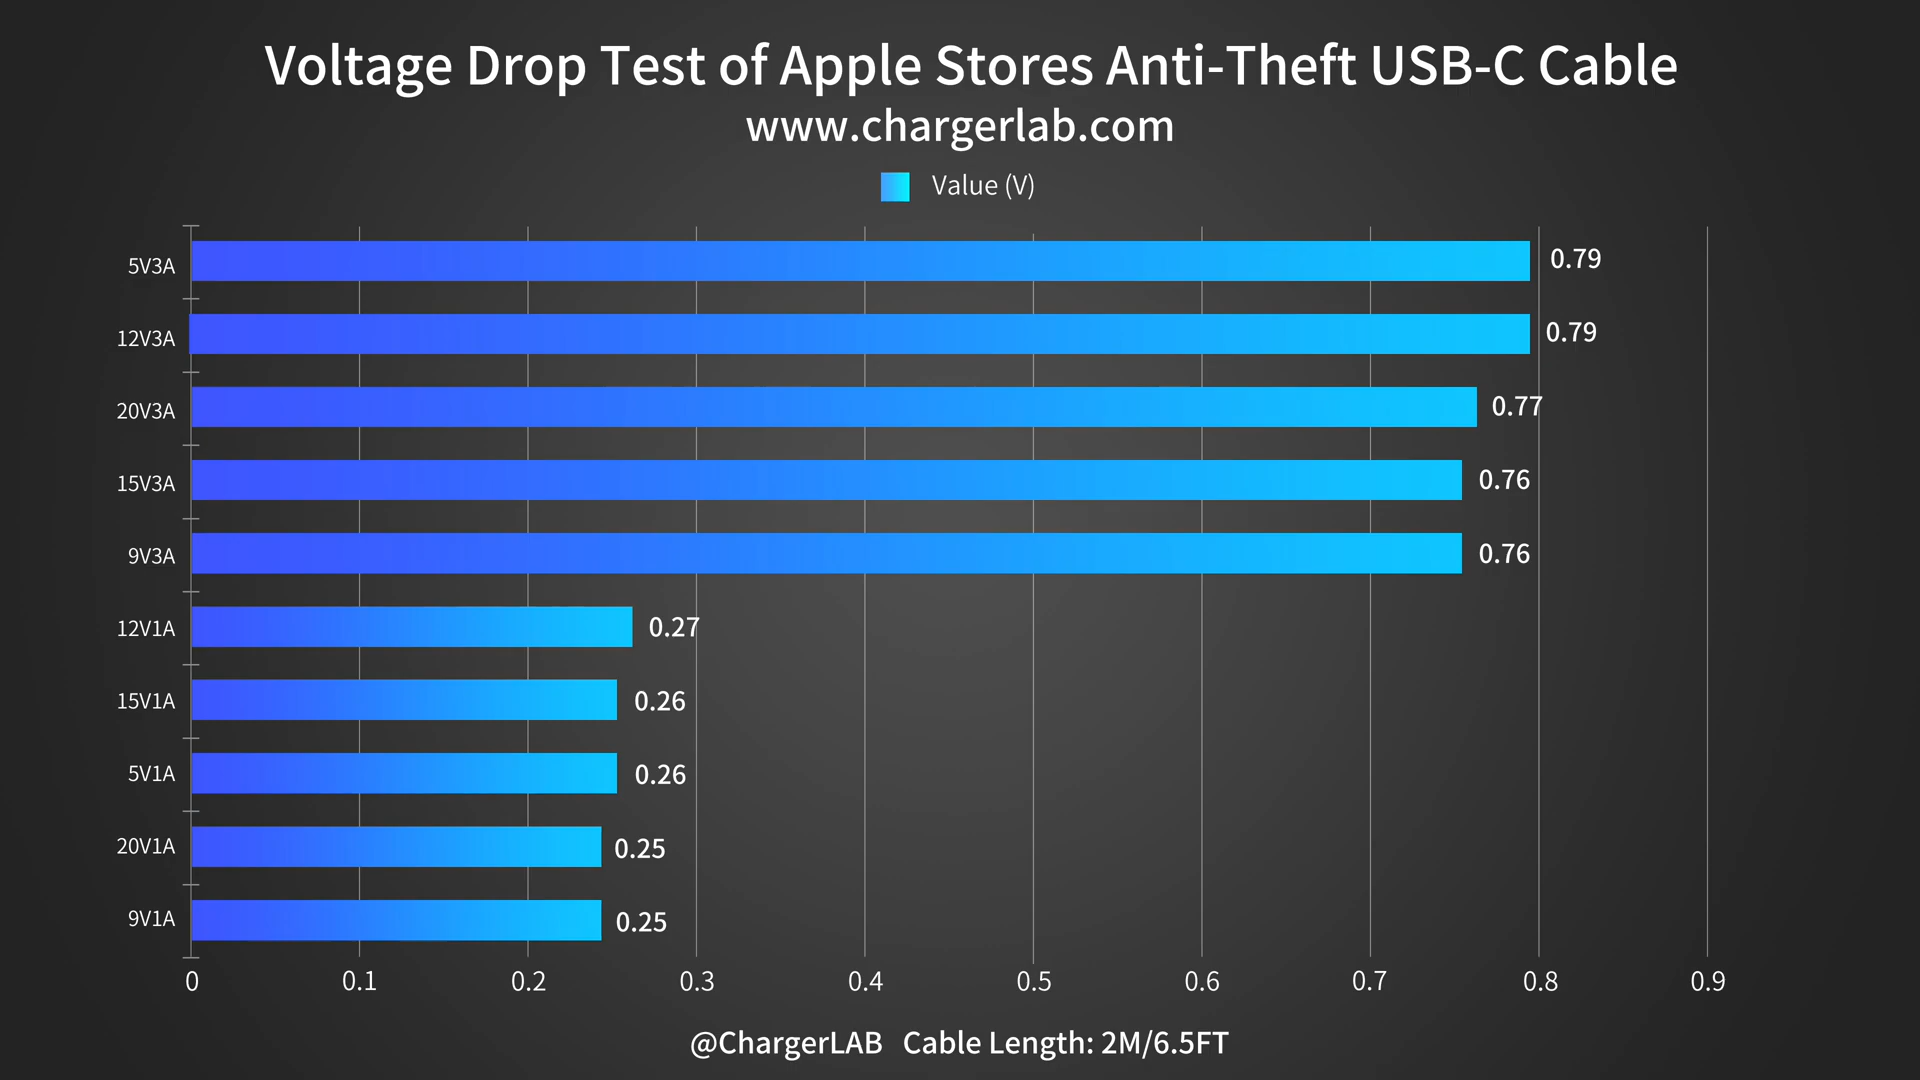 Voltage Drop Test of Apple Stores Anti-Theft USB-C Cable
www.chargerlab.com
Value (V)
5V3A 0.79
12V3A 0.79
20V3A 0.77
15V3A 0.76
9V3A 0.76
12V1A 0.27
15V1A 0.26
5V1A 0.26
20V1A 0.25
9V1A 0.25
0 0.1 0.2 0.3 0.4 0.5 0.6 0.7 0.8 0.9
@ChargerLAB Cable Length: 2M/6.5FT